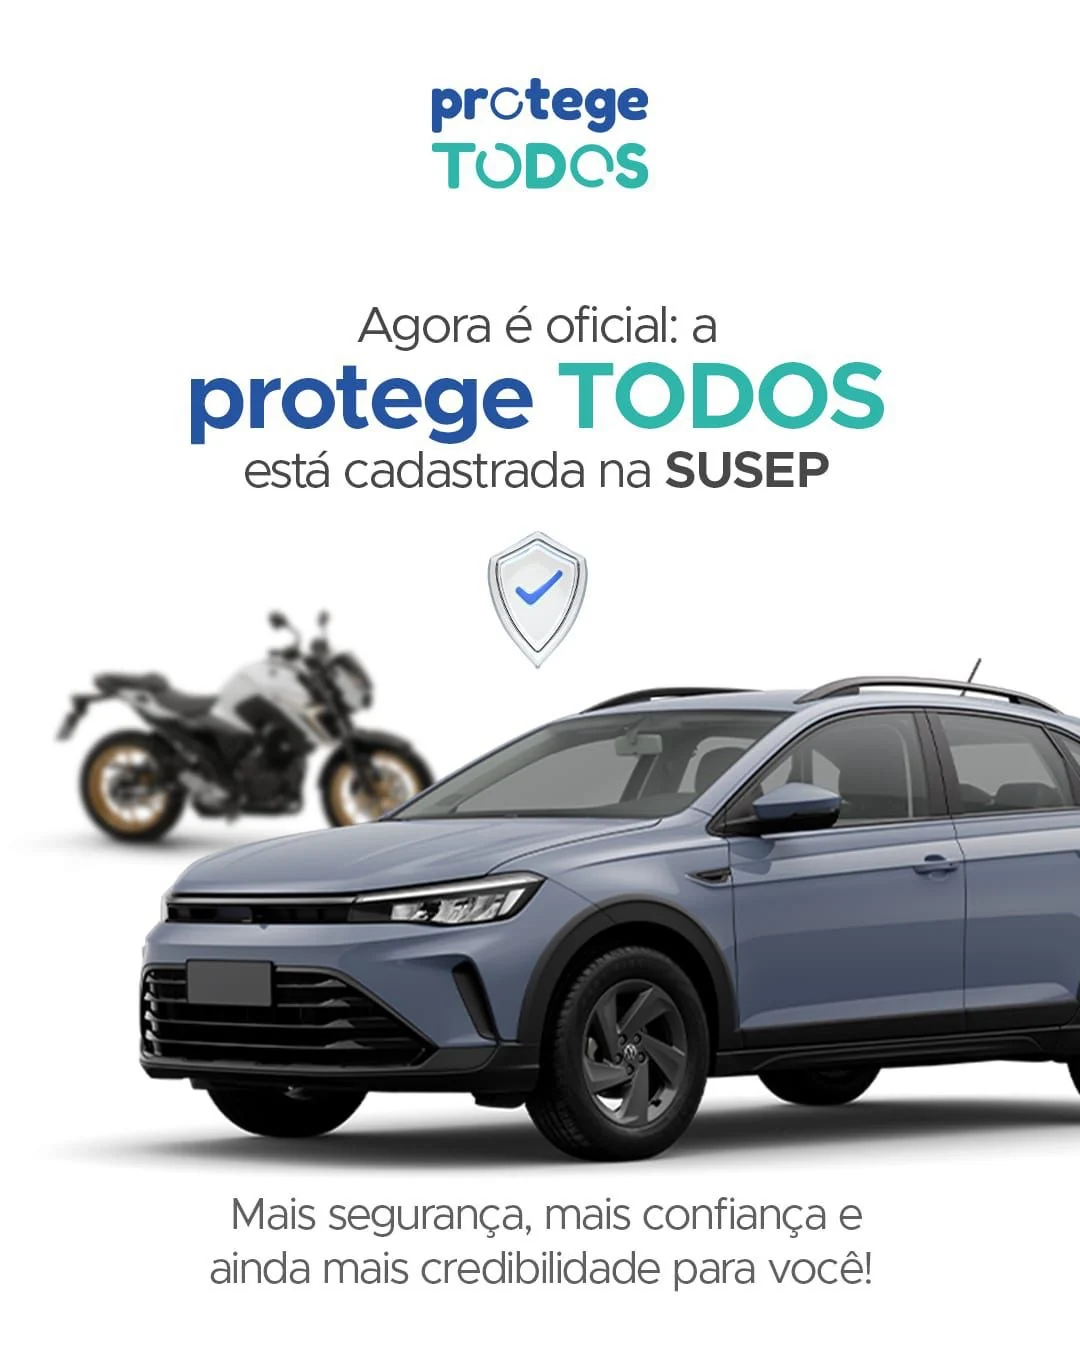 protege
TODOS
Agora é oficial: a
protege TODOS
está cadastrada na SUSEP
Mais segurança, mais confiança e
ainda mais credibilidade para você!